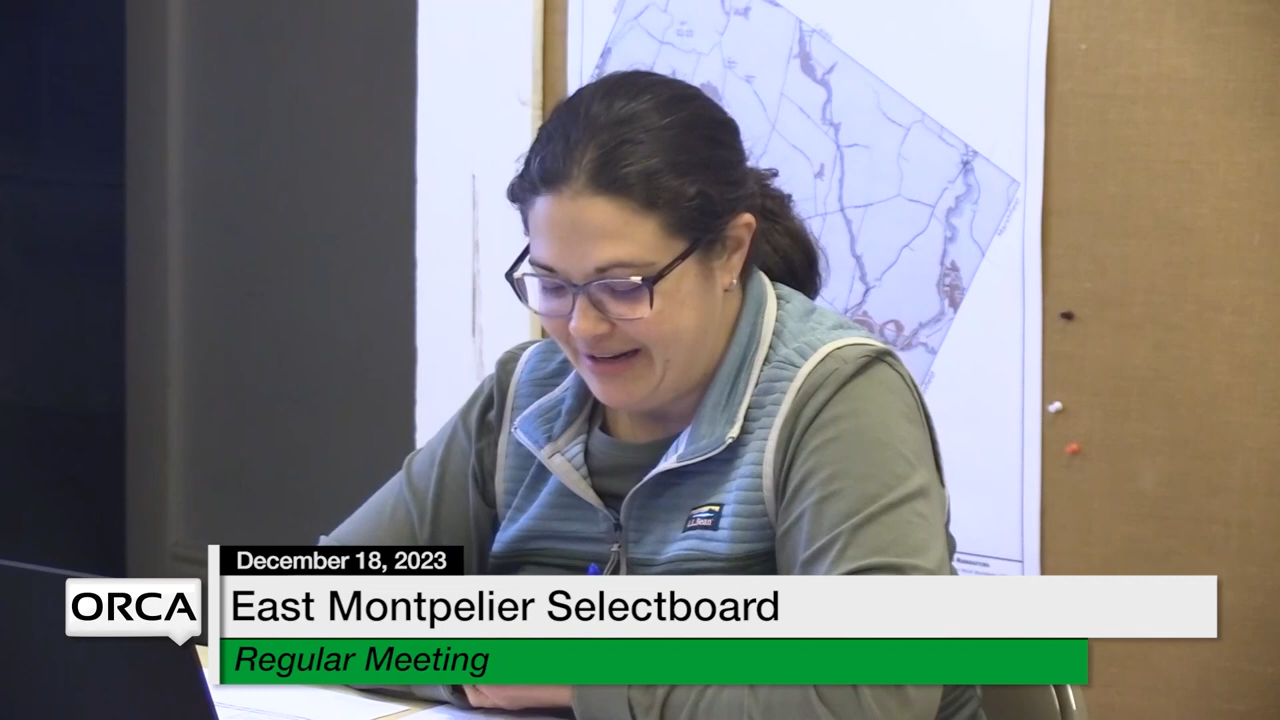 L.L.Bean
December 18, 2023
ORCA
East Montpelier Selectboard
Regular Meeting